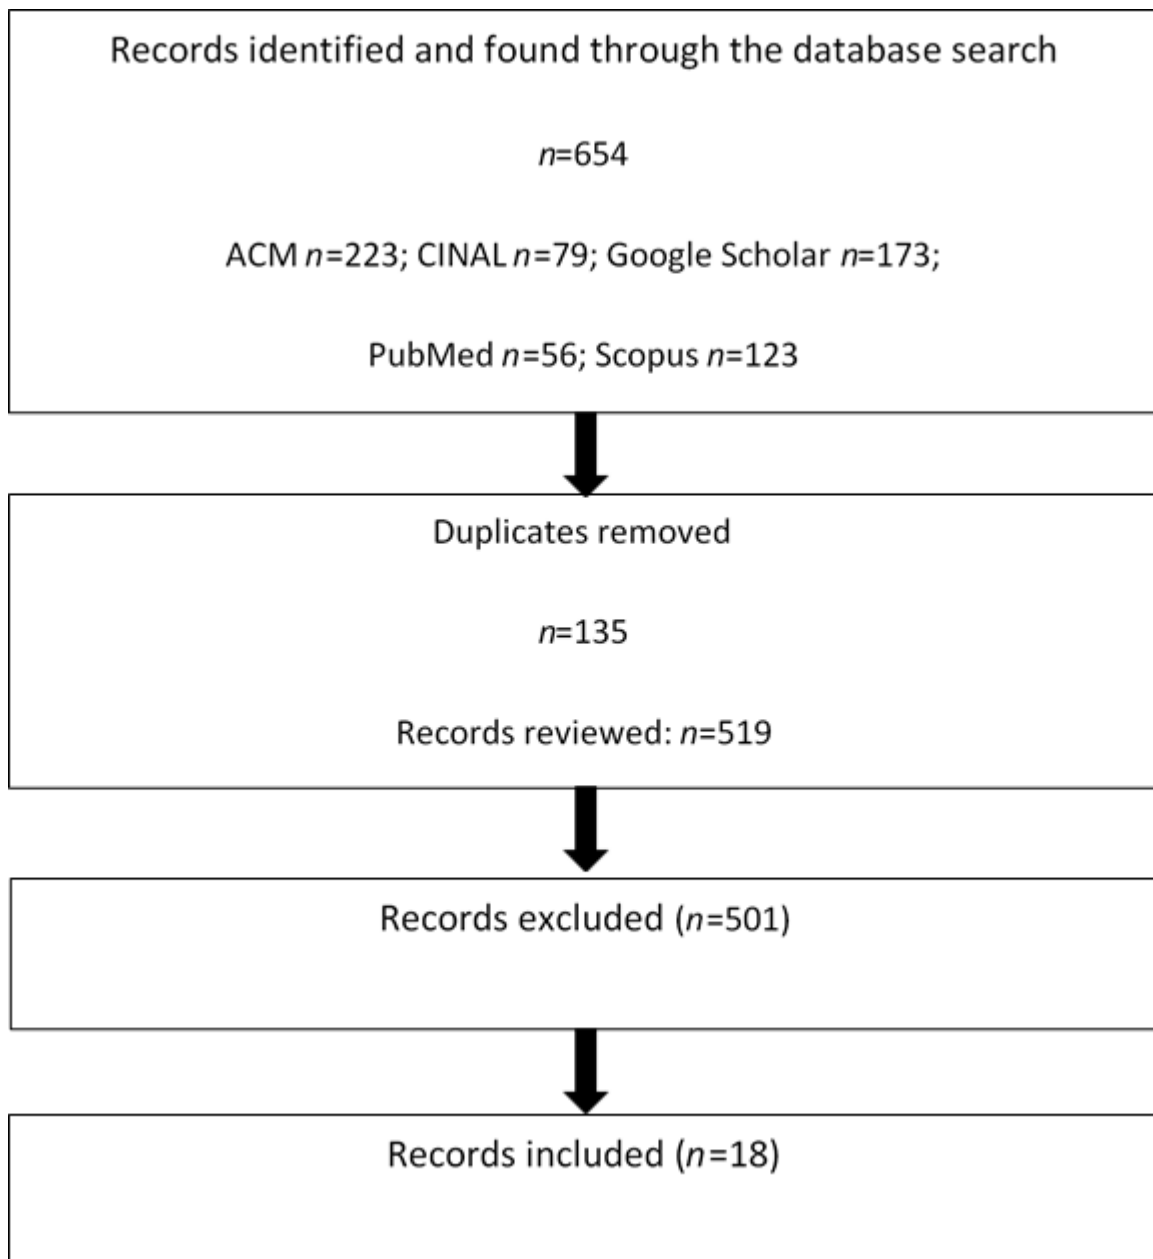 Records identified and found through the database search
n=654
ACM n=223; CINAL n=79; Google Scholar n=173;
PubMed n=56; Scopus n=123
Duplicates removed
n=135
Records reviewed: n=519
Records excluded (n=501)
Records included (n=18)